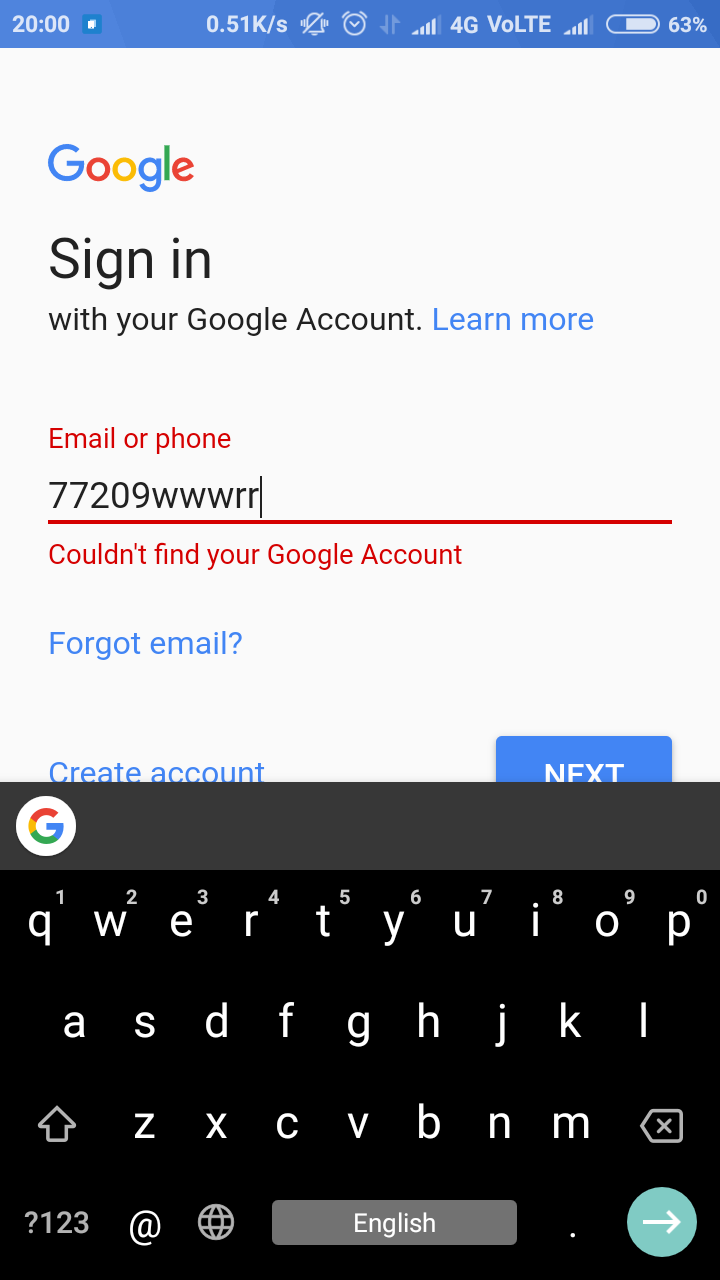 20:00 0.51K/s 4G VoLTE 63%
Google
Sign in
with your Google Account. Learn more
Email or phone
77209wwwrr
Couldn't find your Google Account
Forgot email?
Create account NEXT
G
1 2 3 4 5 6 7 8 9 0
q w e r t y u i o p
a s d f g h j k l
z x c v b n m
?123 @ English .